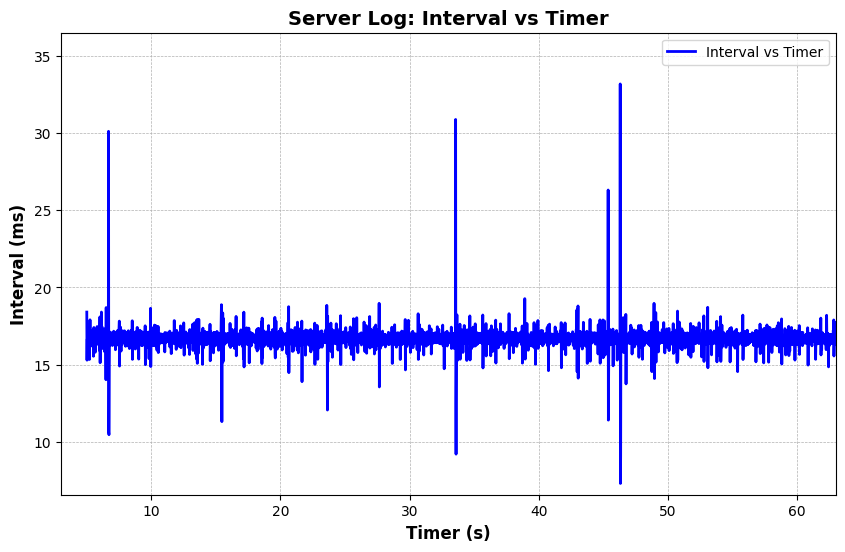 Server Log: Interval vs Timer
Interval vs Timer
35
30
25
20
15
10
Interval (ms)
10 20 30 40 50 60
Timer (s)